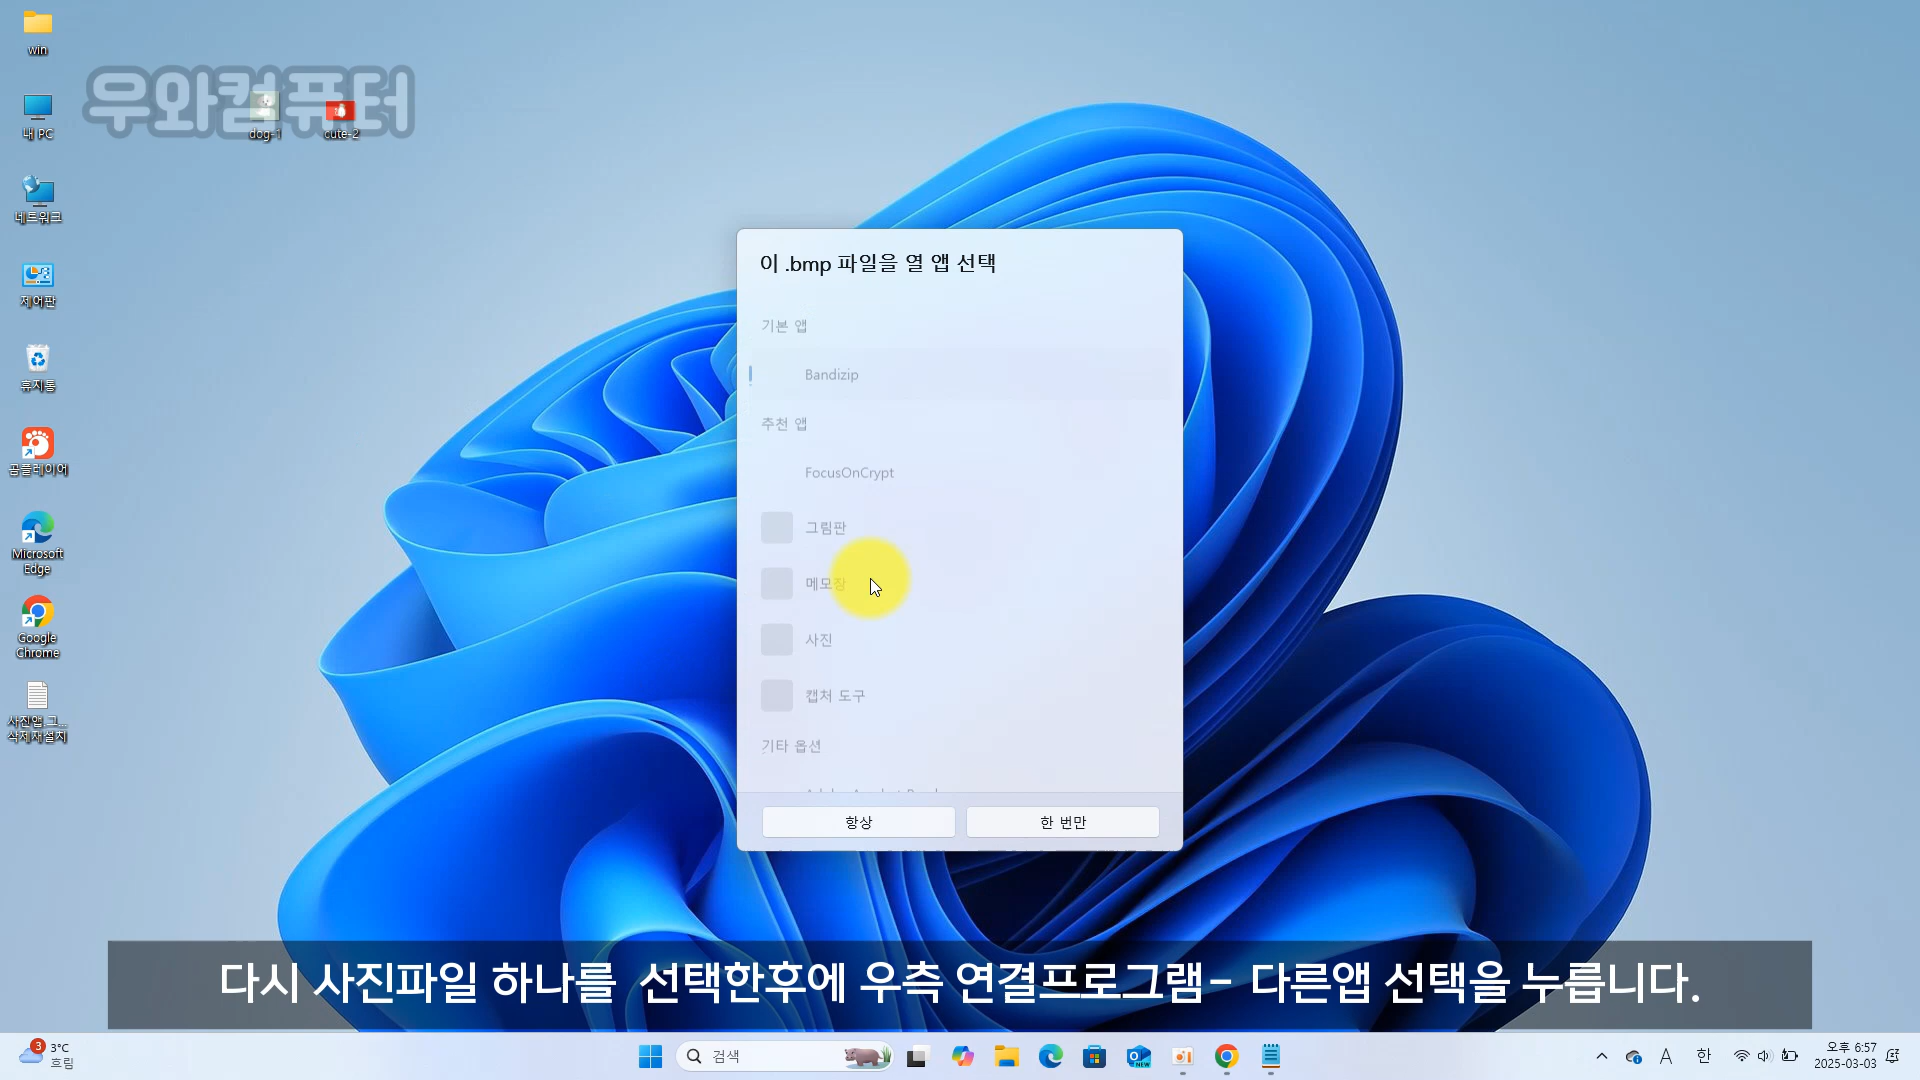 win
우와컴퓨터
내 PC
dog-1
cute-2
네트워크
제어판
휴지통
곰플레이어
Microsoft
Edge
Google
Chrome
사진앱 그...
삭제재설치
이 .bmp 파일을 열 앱 선택
기본 앱
Bandizip
추천 앱
FocusOnCrypt
그림판
메모장
사진
캡처 도구
기타 옵션
항상
한 번만
다시 사진파일 하나를 선택한후에 우측 연결프로그램- 다른앱 선택을 누릅니다.
3
3°C
흐림
검색
NEW
A
한
오후 6:57
2025-03-03